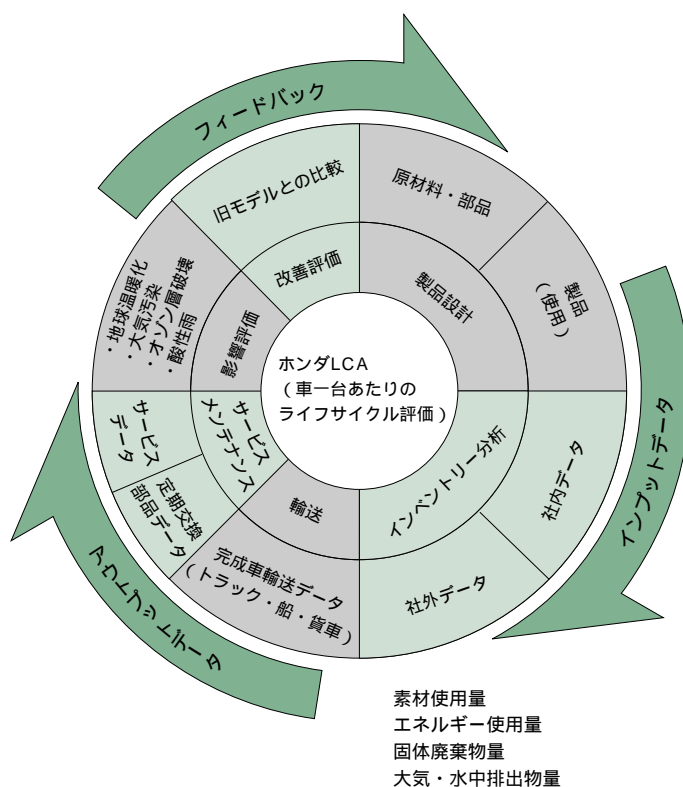 フィードバック
旧モデルとの比較
原材料・部品
改善評価
製品設計
製品
(使用)
・地球温暖化
・大気汚染
・オゾン層破壊
・酸性雨
影響評価
ホンダLCA
(車一台あたりの
ライフサイクル評価)
インプットデータ
サービス
データ
サービス
メンテナンス
定期交換
部品データ
輸送
インベントリー分析
社内データ
完成車輸送データ
(トラック・船・貨車)
社外データ
アウトプットデータ
素材使用量
エネルギー使用量
固体廃棄物量
大気・水中排出物量